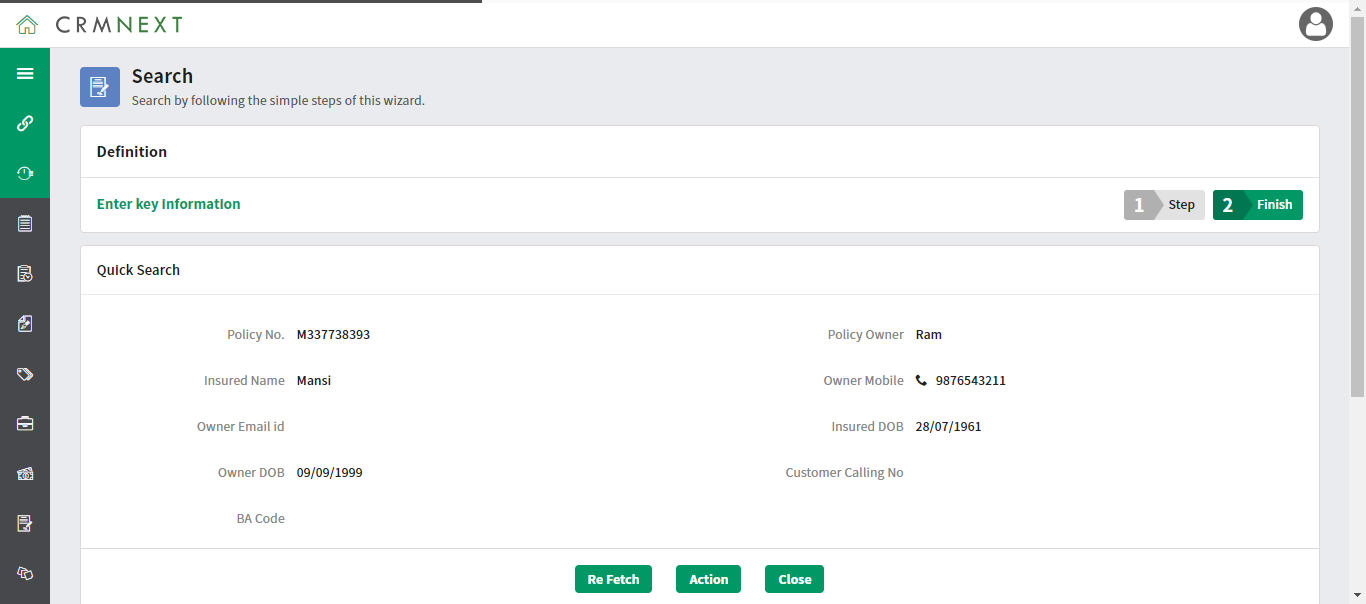 CRMNEXT
Search
Search by following the simple steps of this wizard.
Definition
Enter key Information
1 Step 2 Finish
Quick Search
Policy No. M337738393 Policy Owner Ram
Insured Name Mansi Owner Mobile 9876543211
Owner Email id Insured DOB 28/07/1961
Owner DOB 09/09/1999 Customer Calling No
BA Code
Re Fetch Action Close